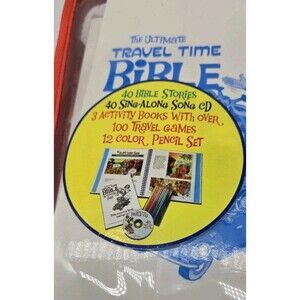 The Ultimate
TRAVEL TIME
BiBLE
40 BIBLE STORIES
40 SING-ALONG SONG CD
3 ACTIVITY BOOKS WITH OVER
100 TRAVEL GAMES
12 COLOR PENCIL SET